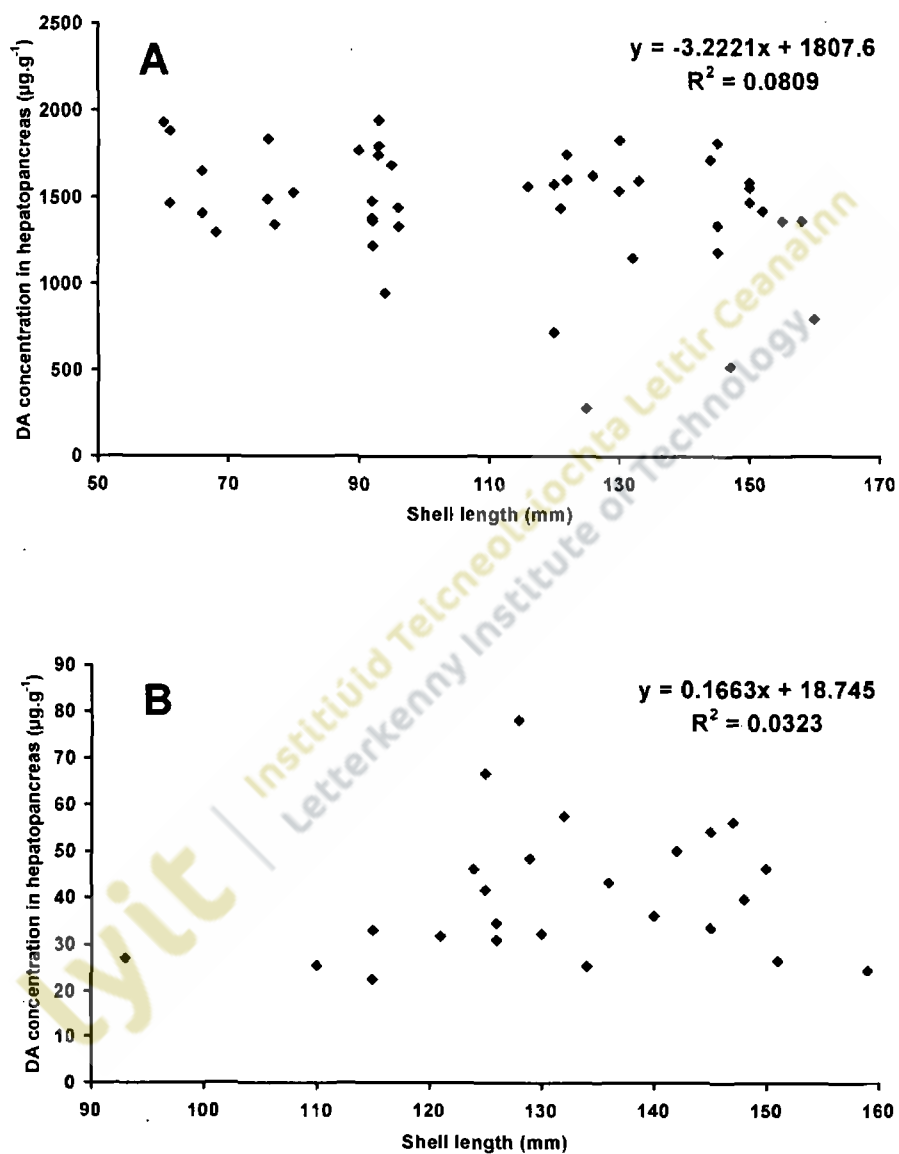 A
y = -3.2221x + 1807.6
R² = 0.0809
DA concentration in hepatopancreas (µg.g⁻¹)
2500
2000
1500
1000
500
0
50 70 90 110 130 150 170
Shell length (mm)
B
y = 0.1663x + 18.745
R² = 0.0323
DA concentration in hepatopancreas (µg.g⁻¹)
90
80
70
60
50
40
30
20
10
0
90 100 110 120 130 140 150 160
Shell length (mm)
lyit
Institiúid Teicneolaíochta Leitir Ceanainn
Letterkenny Institute of Technology